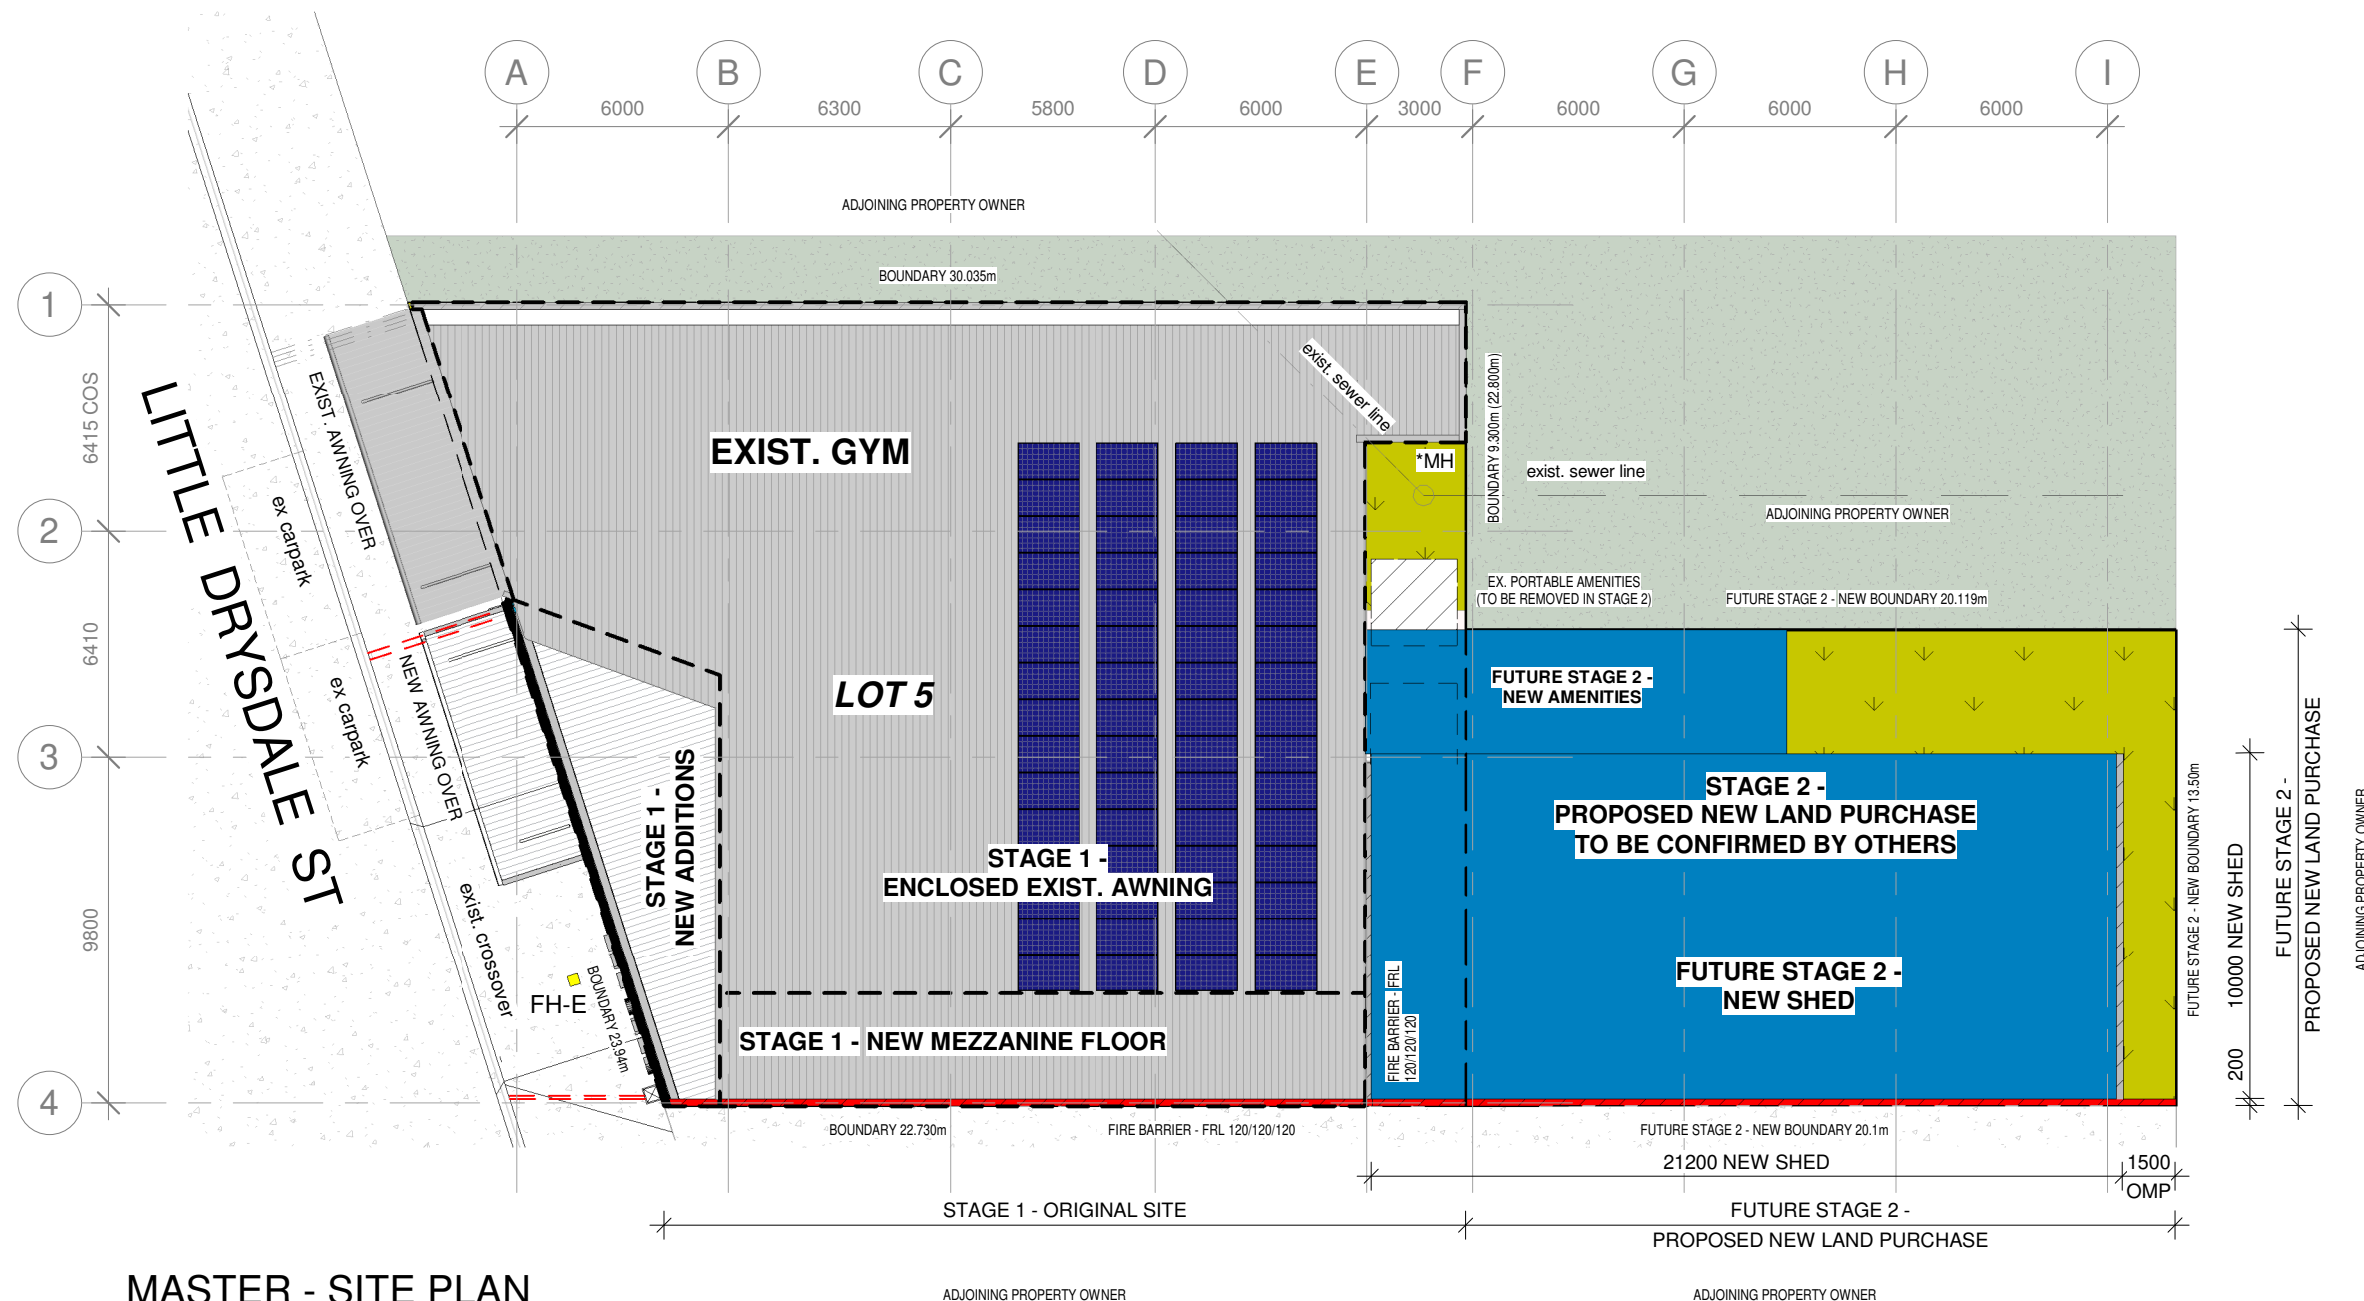 A
B
C
D
E
F
G
H
I
6000
6300
5800
6000
3000
6000
6000
6000
ADJOINING PROPERTY OWNER
BOUNDARY 30.035m
1
2
3
4
6415 COS
6410
9800
LITTLE DRYSDALE ST
EXIST. AWNING OVER
ex carpark
ex carpark
NEW AWNING OVER
exist. crossover
FH-E
BOUNDARY 23.94m
EXIST. GYM
LOT 5
STAGE 1 -
NEW ADDITIONS
STAGE 1 -
ENCLOSED EXIST. AWNING
STAGE 1 - NEW MEZZANINE FLOOR
exist. sewer line
*MH
BOUNDARY 9.300m (22.800m)
exist. sewer line
ADJOINING PROPERTY OWNER
EX. PORTABLE AMENITIES
(TO BE REMOVED IN STAGE 2)
FUTURE STAGE 2 - NEW BOUNDARY 20.119m
FUTURE STAGE 2 -
NEW AMENITIES
STAGE 2 -
PROPOSED NEW LAND PURCHASE
TO BE CONFIRMED BY OTHERS
FUTURE STAGE 2 -
NEW SHED
FIRE BARRIER - FRL
120/120/120
FUTURE STAGE 2 - NEW BOUNDARY 13.50m
10000 NEW SHED
200
FUTURE STAGE 2 -
PROPOSED NEW LAND PURCHASE
ADJOINING PROPERTY OWNER
BOUNDARY 22.730m
FIRE BARRIER - FRL 120/120/120
FUTURE STAGE 2 - NEW BOUNDARY 20.1m
21200 NEW SHED
1500
OMP
STAGE 1 - ORIGINAL SITE
FUTURE STAGE 2 -
PROPOSED NEW LAND PURCHASE
MASTER - SITE PLAN
ADJOINING PROPERTY OWNER
ADJOINING PROPERTY OWNER